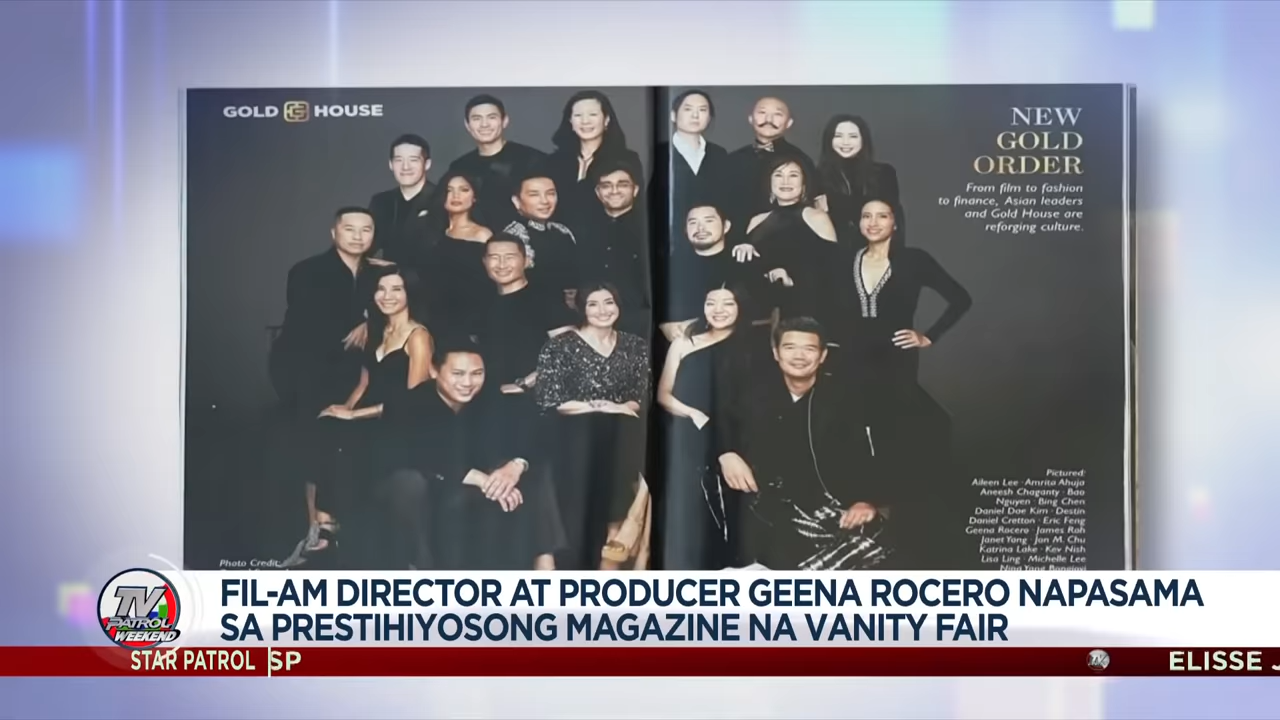 GOLD HOUSE
NEW
GOLD
ORDER
From film to fashion
to finance, Asian leaders
and Gold House are
reforging culture.
Pictured:
Aileen Lee · Amrita Ahuja
Aneesh Chaganty · Bao
Nguyen · Bing Chen
Daniel Dae Kim · Destin
Daniel Cretton · Eric Feng
Geena Rocero · James Roh
Janet Yang · Jon M. Chu
Katrina Lake · Kev Nish
Lisa Ling · Michelle Lee
Photo Credit:
TV PATROL WEEKEND
FIL-AM DIRECTOR AT PRODUCER GEENA ROCERO NAPASAMA
SA PRESTIHIYOSONG MAGAZINE NA VANITY FAIR
STAR PATROL SP ELISSE J